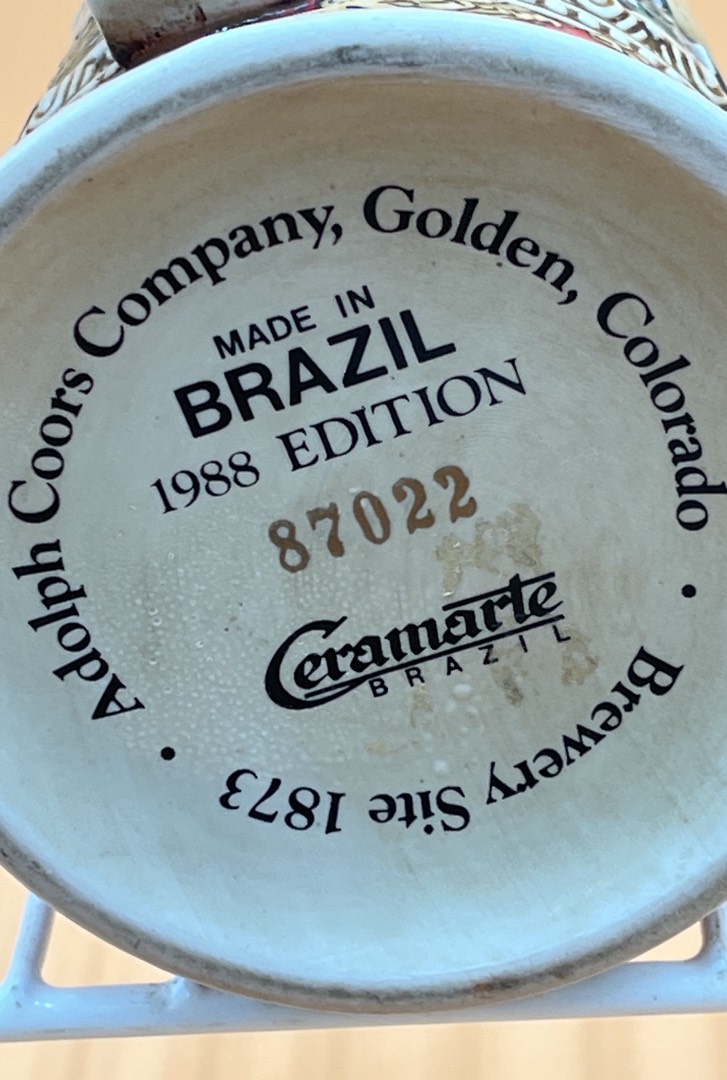 Adolph Coors Company, Golden, Colorado •
MADE IN
BRAZIL
1988 EDITION
87022
Ceramarte
BRAZIL
Brewery Site 1873 •